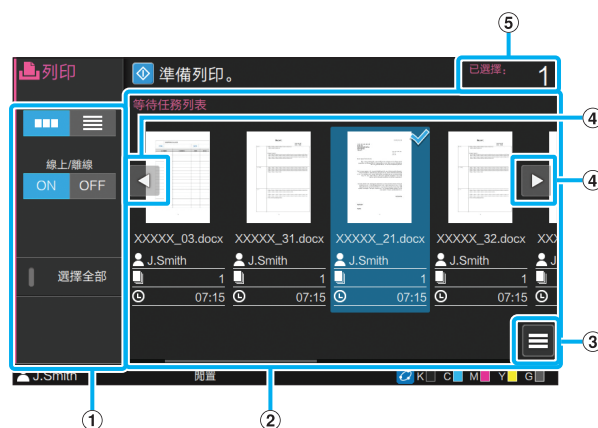 ⑤
列印
準備列印。
已選擇：
1
等待任務列表
④
線上/離線
ON OFF
④
XXXXX_03.docx XXXXX_31.docx XXXXX_21.docx XXXXX_32.docx XXX
J.Smith J.Smith J.Smith J.Smith J
選擇全部
1 1 1 1
07:15 07:15 07:15 07:15
③
J.Smith 閒置 K C M Y G
① ②